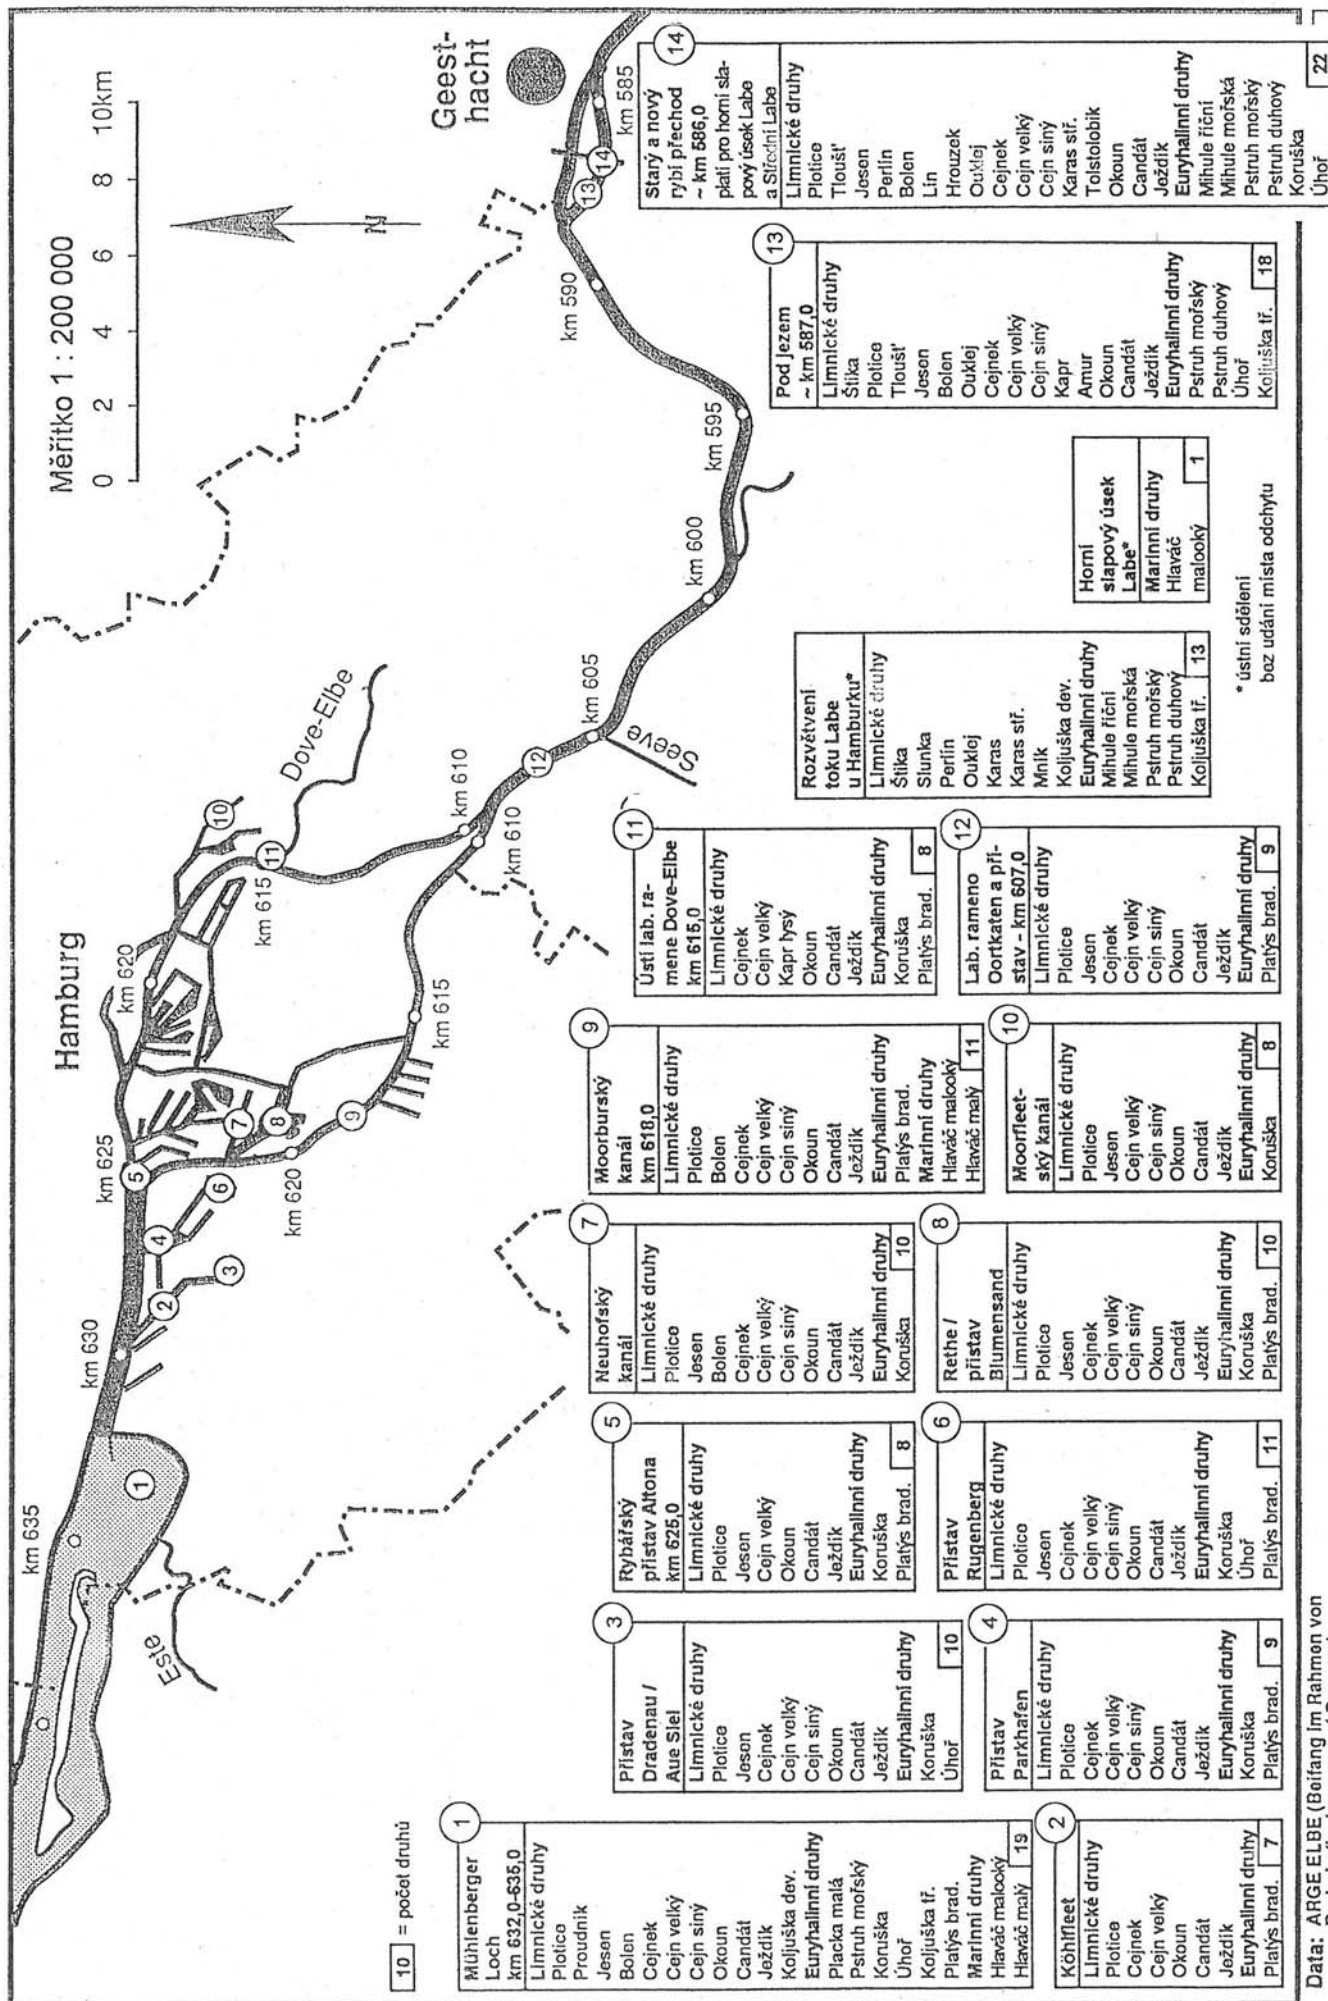 Měřítko 1 : 200 000
0 2 4 6 8 10km
N
Hamburg
Geest-
hacht
Dove-Elbe
Seeve
Este
km 635
km 630
km 625
km 620
km 615
km 610
km 620
km 615
km 610
km 605
km 600
km 595
km 590
km 585
1
2
3
4
5
6
7
8
9
10
11
12
13
14
10 = počet druhů
1
Mühlenberger
Loch
km 632,0-635,0
Limnické druhy
Plotice
Proudník
Jesen
Bolen
Cejnek
Cejn velký
Cejn siný
Okoun
Candát
Ježdík
Koljuška dev.
Euryhalinní druhy
Placka malá
Pstruh mořský
Koruška
Úhoř
Koljuška tř.
Platýs brad.
Marinní druhy
Hlaváč malooký
Hlaváč malý 19
2
Köhlfleet
Limnické druhy
Plotice
Cejnek
Cejn velký
Okoun
Candát
Ježdík
Euryhalinní druhy
Platýs brad. 7
3
Přístav
Dradenau /
Aue Siel
Limnické druhy
Plotice
Jesen
Cejnek
Cejn velký
Cejn siný
Okoun
Candát
Ježdík
Euryhalinní druhy
Koruška
Úhoř 10
4
Přístav
Parkhafen
Limnické druhy
Plotice
Cejnek
Cejn velký
Cejn siný
Okoun
Candát
Ježdík
Euryhalinní druhy
Koruška
Platýs brad. 9
5
Rybářský
přístav Altona
km 625,0
Limnické druhy
Plotice
Jesen
Cejn velký
Okoun
Candát
Ježdík
Euryhalinní druhy
Koruška
Platýs brad. 8
6
Přístav
Rugenberg
Limnické druhy
Plotice
Jesen
Cejnek
Cejn velký
Cejn siný
Okoun
Candát
Ježdík
Euryhalinní druhy
Koruška
Úhoř
Platýs brad. 11
7
Neuhofský
kanál
Limnické druhy
Plotice
Jesen
Bolen
Cejnek
Cejn velký
Cejn siný
Okoun
Candát
Ježdík
Euryhalinní druhy
Koruška 10
8
Rethe /
přístav
Blumensand
Limnické druhy
Plotice
Jesen
Cejnek
Cejn velký
Cejn siný
Okoun
Candát
Ježdík
Euryhalinní druhy
Koruška
Platýs brad. 10
9
Moorburský
kanál
km 618,0
Limnické druhy
Plotice
Bolen
Cejnek
Cejn velký
Cejn siný
Okoun
Candát
Ježdík
Euryhalinní druhy
Platýs brad.
Marinní druhy
Hlaváč malooký
Hlaváč malý 11
10
Moorfleet-
ský kanál
Limnické druhy
Plotice
Jesen
Cejn velký
Cejn siný
Okoun
Candát
Ježdík
Euryhalinní druhy
Koruška 8
11
Ústí lab. ra-
mene Dove-Elbe
km 615,0
Limnické druhy
Cejnek
Cejn velký
Kapr lysý
Okoun
Candát
Ježdík
Euryhalinní druhy
Koruška
Platýs brad. 8
12
Lab. rameno
Oortkaten a pří-
stav - km 607,0
Limnické druhy
Plotice
Jesen
Cejnek
Cejn velký
Cejn siný
Okoun
Candát
Ježdík
Euryhalinní druhy
Platýs brad. 9
Rozvětvení
toku Labe
u Hamburku*
Limnické druhy
Štika
Slunka
Perlín
Ouklej
Karas
Karas stř.
Mník
Koljuška dev.
Euryhalinní druhy
Mihule říční
Mihule mořská
Pstruh mořský
Pstruh duhový
Koljuška tř. 13
Horní
slapový úsek
Labe*
Marinní druhy
Hlaváč
malooký 1
* ústní sdělení
bez udání místa odchytu
13
Pod jezem
~ km 587,0
Limnické druhy
Štika
Plotice
Tloušť
Jesen
Bolen
Ouklej
Cejnek
Cejn velký
Cejn siný
Kapr
Amur
Okoun
Candát
Ježdík
Euryhalinní druhy
Pstruh mořský
Pstruh duhový
Úhoř
Koljuška tř. 18
14
Starý a nový
rybí přechod
~ km 586,0
platí pro horní sla-
pový úsek Labe
a Střední Labe
Limnické druhy
Plotice
Tloušť
Jesen
Perlín
Bolen
Lín
Hrouzek
Ouklej
Cejnek
Cejn velký
Cejn siný
Karas stř.
Tolstolobik
Okoun
Candát
Ježdík
Euryhalinní druhy
Mihule říční
Mihule mořská
Pstruh mořský
Pstruh duhový
Koruška
Úhoř 22
Data: ARGE ELBE (Beifang im Rahmen von